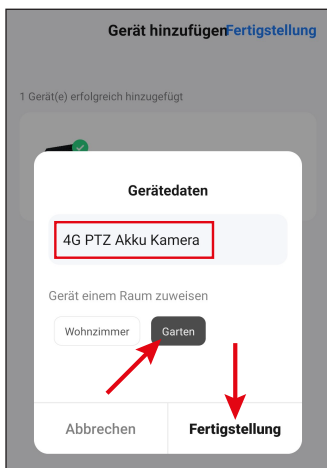 Gerät hinzufügen Fertigstellung
1 Gerät(e) erfolgreich hinzugefügt
Gerätedaten
4G PTZ Akku Kamera
Gerät einem Raum zuweisen
Wohnzimmer Garten
Abbrechen Fertigstellung